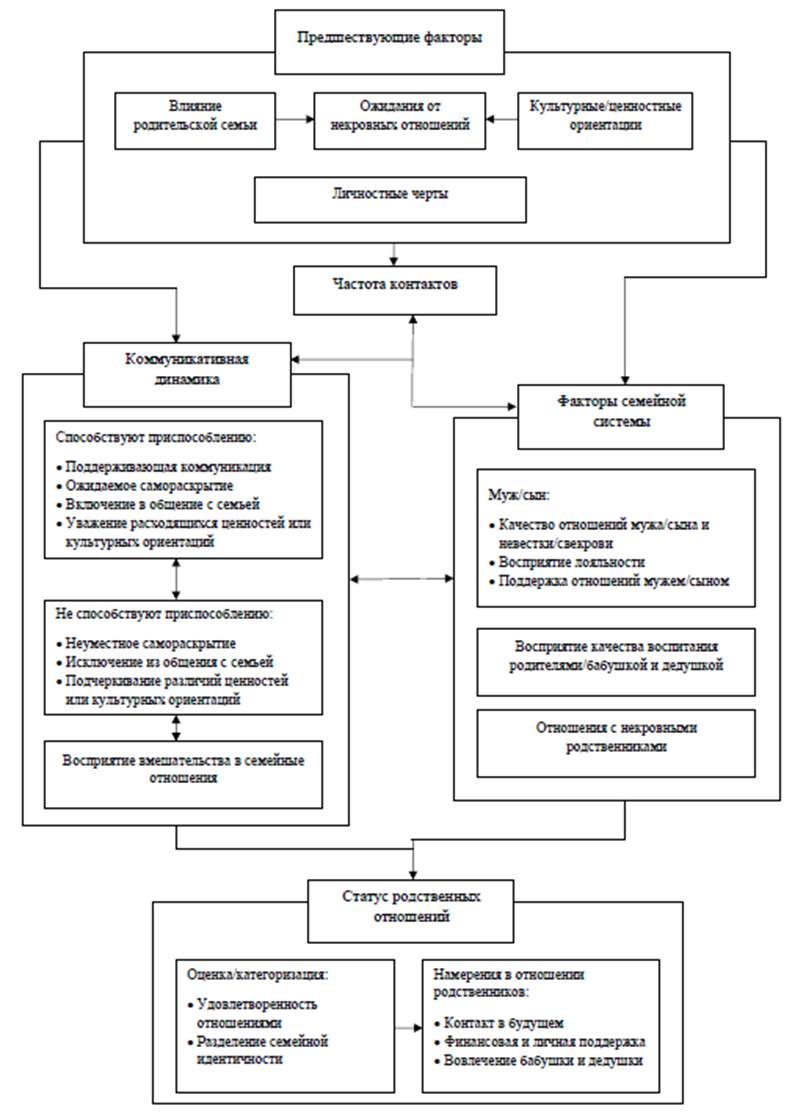 Предшествующие факторы
Влияние
родительской семьи
Ожидания от
некровных отношений
Культурные/ценностные
ориентации
Личностные черты
Частота контактов
Коммуникативная
динамика
Способствуют приспособлению:
• Поддерживающая коммуникация
• Ожидаемое самораскрытие
• Включение в общение с семьей
• Уважение расходящихся ценностей или
культурных ориентаций
Не способствуют приспособлению:
• Неуместное самораскрытие
• Исключение из общения с семьей
• Подчеркивание различий ценностей
или культурных ориентаций
Восприятие вмешательства в семейные
отношения
Факторы семейной
системы
Муж/сын:
• Качество отношений мужа/сына и
невестки/свекрови
• Восприятие лояльности
• Поддержка отношений мужем/сыном
Восприятие качества воспитания
родителями/бабушкой и дедушкой
Отношения с некровными
родственниками
Статус родственных
отношений
Оценка/категоризация:
• Удовлетворенность
отношениями
• Разделение семейной
идентичности
Намерения в отношении
родственников:
• Контакт в будущем
• Финансовая и личная поддержка
• Вовлечение бабушки и дедушки